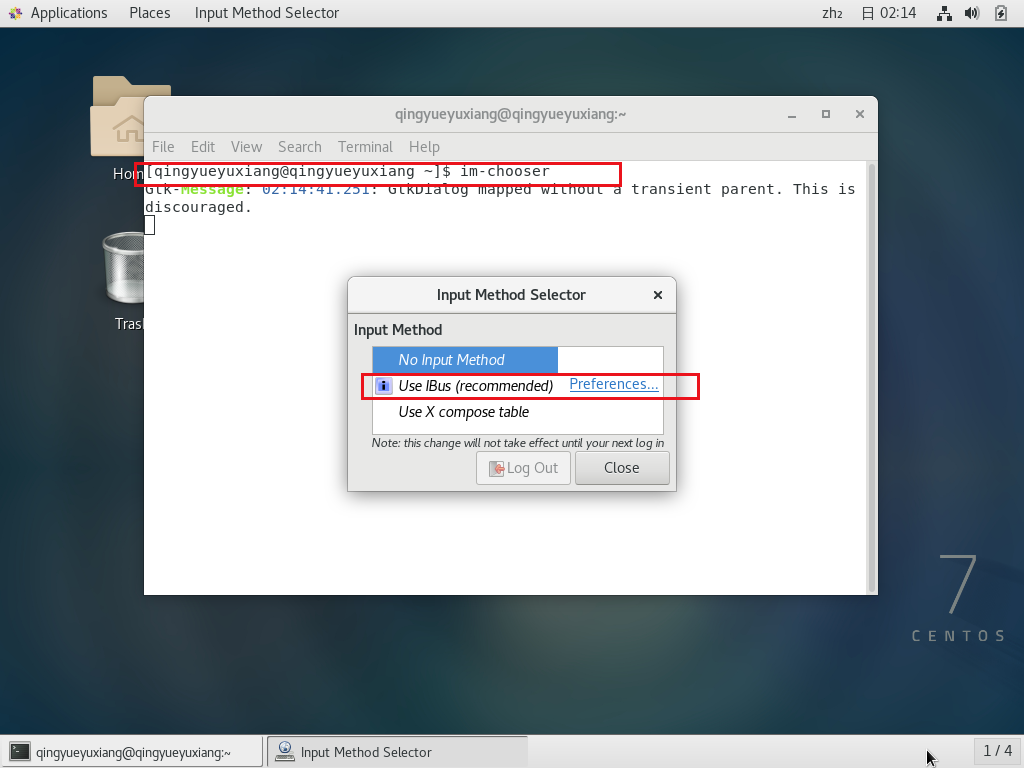 Applications Places Input Method Selector zh₂ 日 02:14
qingyueyuxiang@qingyueyuxiang:~
File Edit View Search Terminal Help
[qingyueyuxiang@qingyueyuxiang ~]$ im-chooser
Gtk-Message: 02:14:41.251: GtkDialog mapped without a transient parent. This is
discouraged.
Home
Trash
Input Method Selector
Input Method
No Input Method
Use IBus (recommended) Preferences...
Use X compose table
Note: this change will not take effect until your next log in
Log Out Close
7
CENTOS
qingyueyuxiang@qingyueyuxiang:~ Input Method Selector 1 / 4